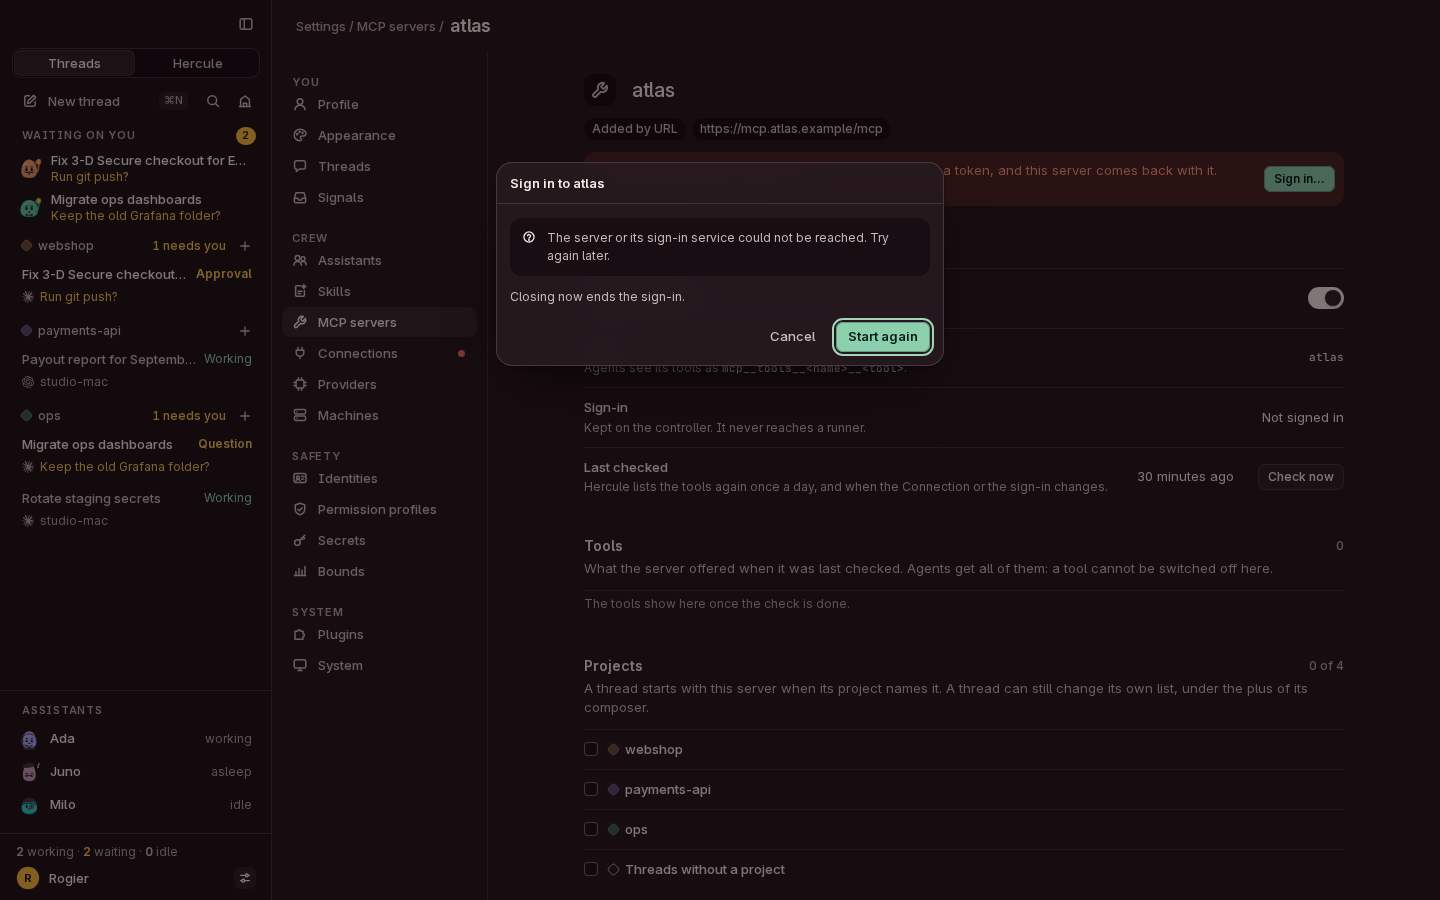 Threads
Hercule
New thread
⌘N
WAITING ON YOU
2
Fix 3-D Secure checkout for E…
Run git push?
Migrate ops dashboards
Keep the old Grafana folder?
webshop
1 needs you
Fix 3-D Secure checkout…
Approval
Run git push?
payments-api
Payout report for Septemb…
Working
studio-mac
ops
1 needs you
Migrate ops dashboards
Question
Keep the old Grafana folder?
Rotate staging secrets
Working
studio-mac
ASSISTANTS
Ada
working
Juno
asleep
Milo
idle
2 working · 2 waiting · 0 idle
R
Rogier
Settings / MCP servers / atlas
YOU
Profile
Appearance
Threads
Signals
CREW
Assistants
Skills
MCP servers
Connections
Providers
Machines
SAFETY
Identities
Permission profiles
Secrets
Bounds
SYSTEM
Plugins
System
atlas
Added by URL
https://mcp.atlas.example/mcp
a token, and this server comes back with it.
Sign in…
Sign in to atlas
The server or its sign-in service could not be reached. Try
again later.
Closing now ends the sign-in.
Cancel
Start again
atlas
Agents see its tools as mcp__tools__<name>__<tool>.
Sign-in
Kept on the controller. It never reaches a runner.
Not signed in
Last checked
Hercule lists the tools again once a day, and when the Connection or the sign-in changes.
30 minutes ago
Check now
Tools
0
What the server offered when it was last checked. Agents get all of them: a tool cannot be switched off here.
The tools show here once the check is done.
Projects
0 of 4
A thread starts with this server when its project names it. A thread can still change its own list, under the plus of its
composer.
webshop
payments-api
ops
Threads without a project